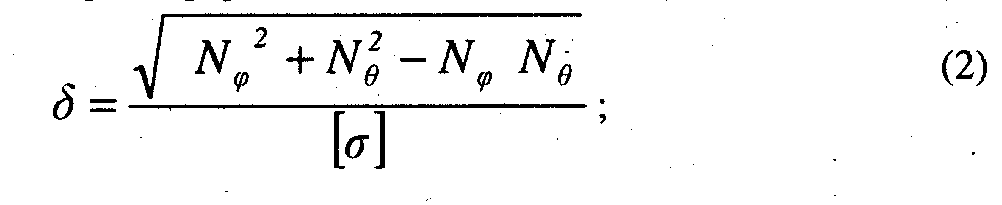 δ = √(N_φ² + N_θ² − N_φ N_θ) / [σ] ; (2)